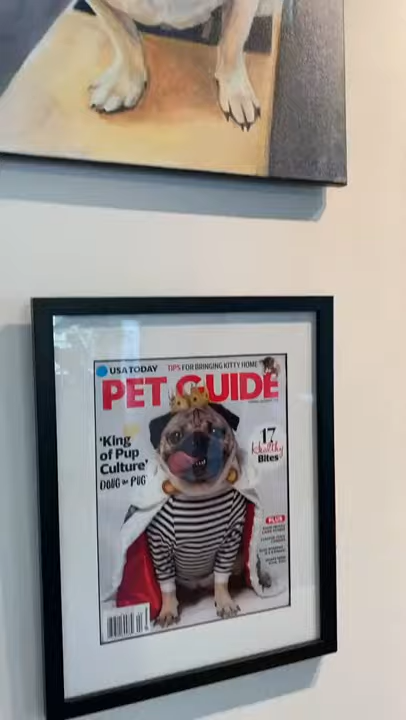 USA TODAY
TIPS FOR BRINGING KITTY HOME
PET GUIDE
'King
of Pup
Culture'
DOUG THE PUG
17
Healthy
Bites
PLUS